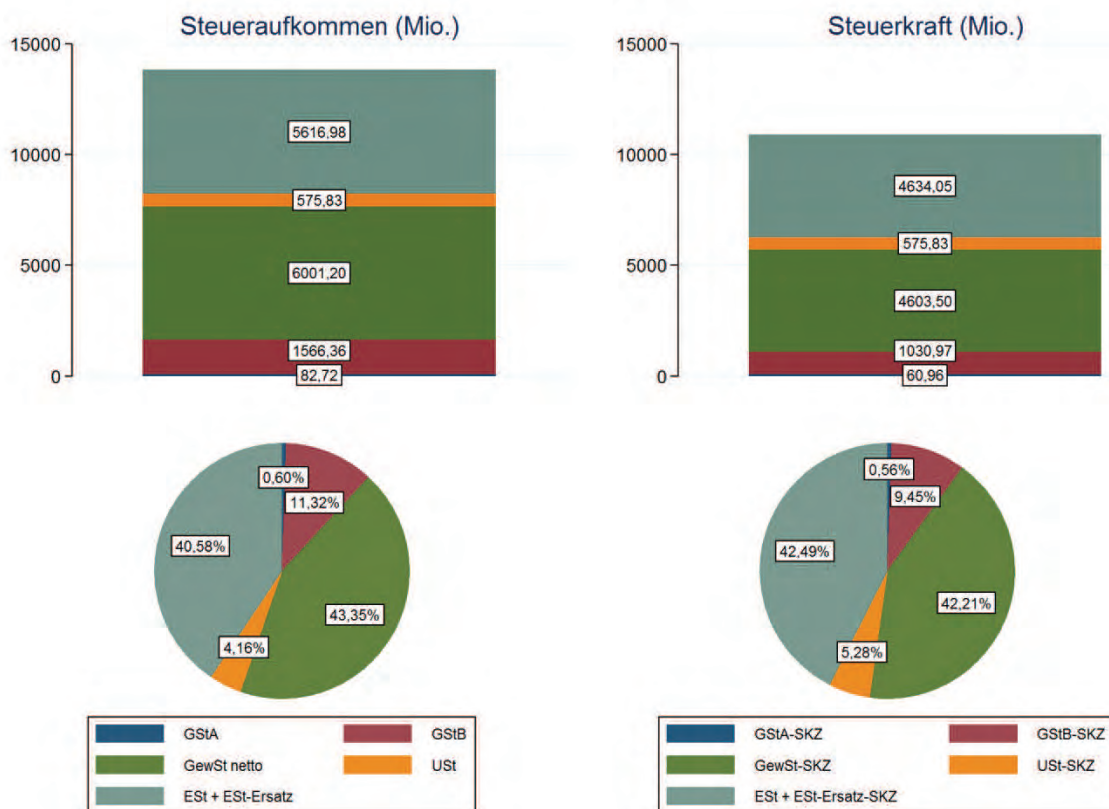 Steueraufkommen (Mio.)
15000
10000
5000
0
5616,98
575,83
6001,20
1566,36
82,72
Steuerkraft (Mio.)
15000
10000
5000
0
4634,05
575,83
4603,50
1030,97
60,96
0,60%
11,32%
40,58%
43,35%
4,16%
0,56%
9,45%
42,49%
42,21%
5,28%
GStA
GStB
GewSt netto
USt
ESt + ESt-Ersatz
GStA-SKZ
GStB-SKZ
GewSt-SKZ
USt-SKZ
ESt + ESt-Ersatz-SKZ